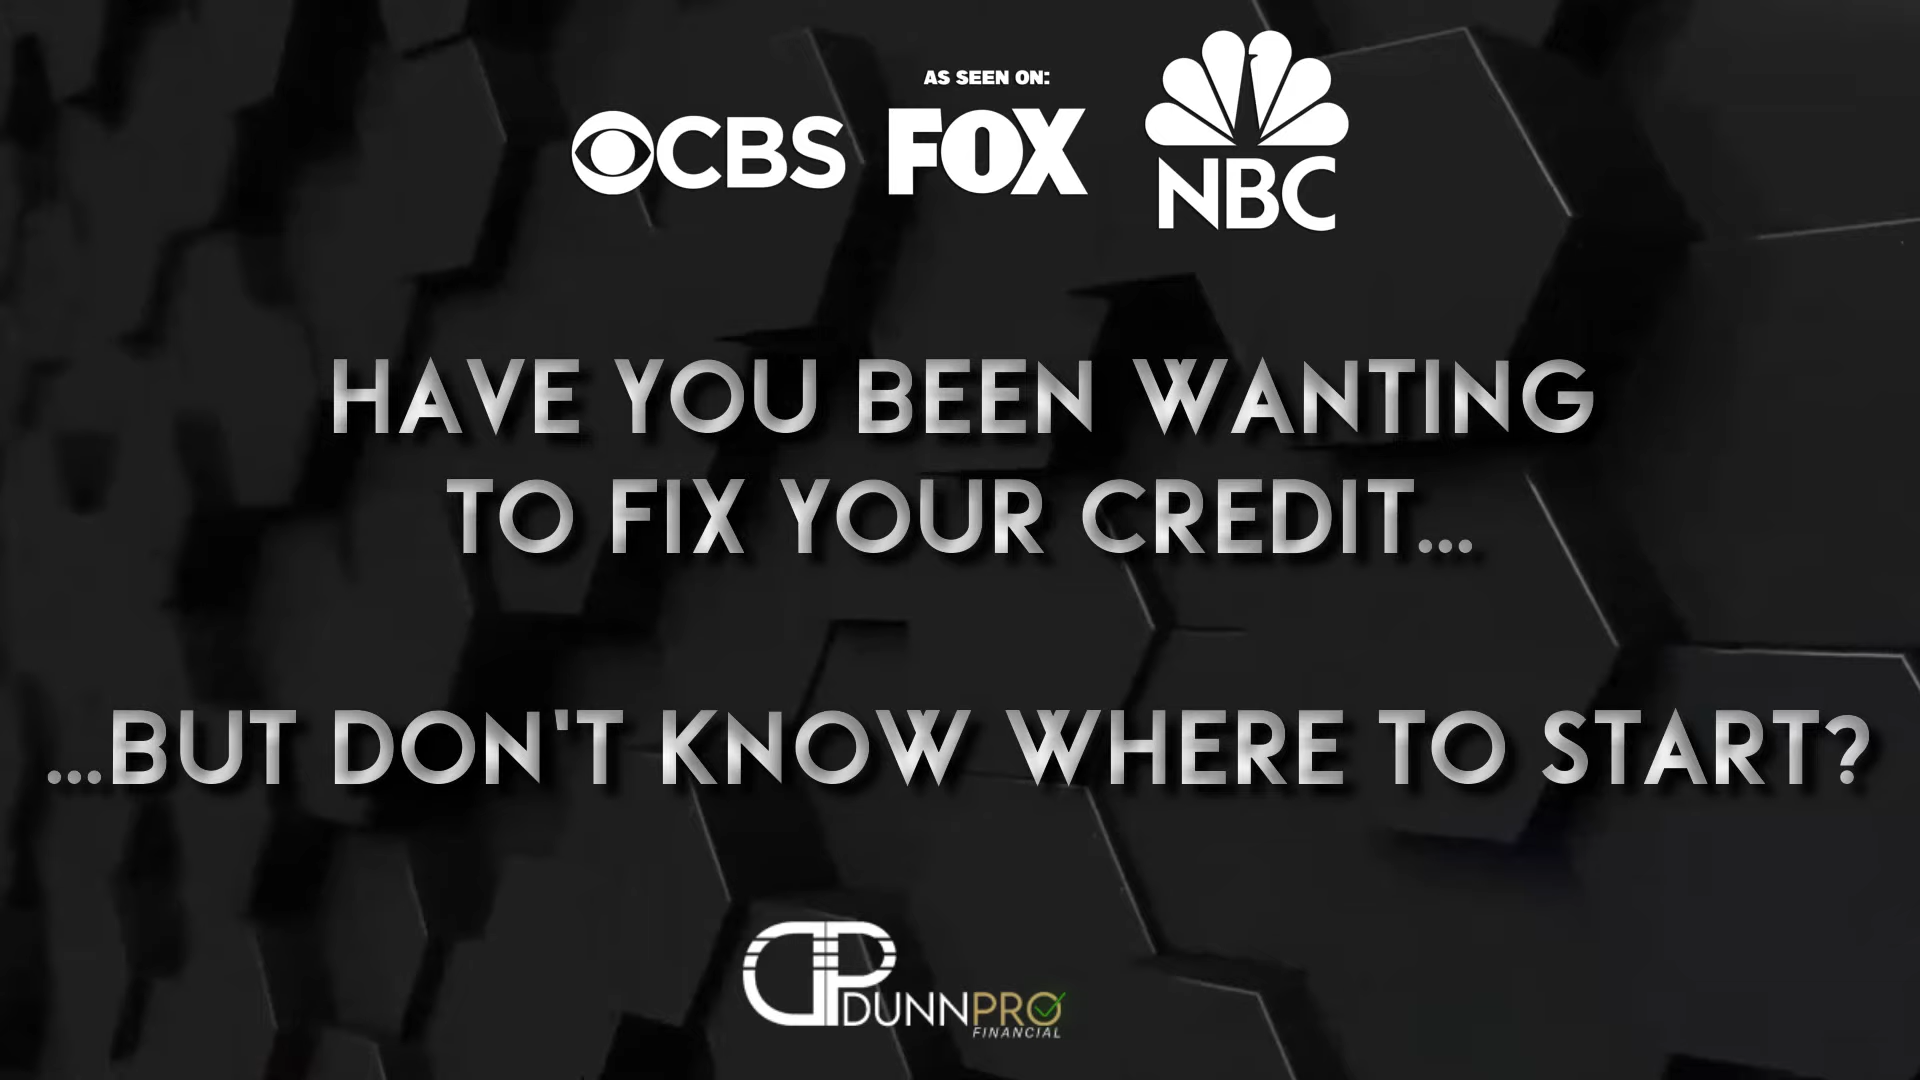 AS SEEN ON:
CBS FOX NBC
HAVE YOU BEEN WANTING
TO FIX YOUR CREDIT...
...BUT DON'T KNOW WHERE TO START?
DP
DUNNPRO
FINANCIAL